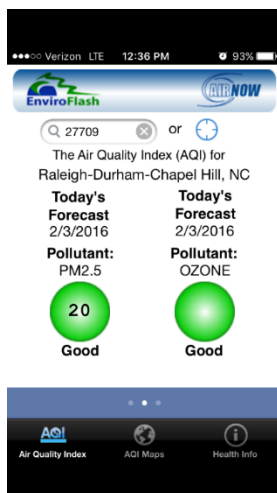 Verizon LTE 12:36 PM 93%
EnviroFlash AIRNOW
27709 or
The Air Quality Index (AQI) for
Raleigh-Durham-Chapel Hill, NC
Today's
Forecast
2/3/2016
Pollutant:
PM2.5
20
Good
Today's
Forecast
2/3/2016
Pollutant:
OZONE
Good
AQI
Air Quality Index AQI Maps Health Info